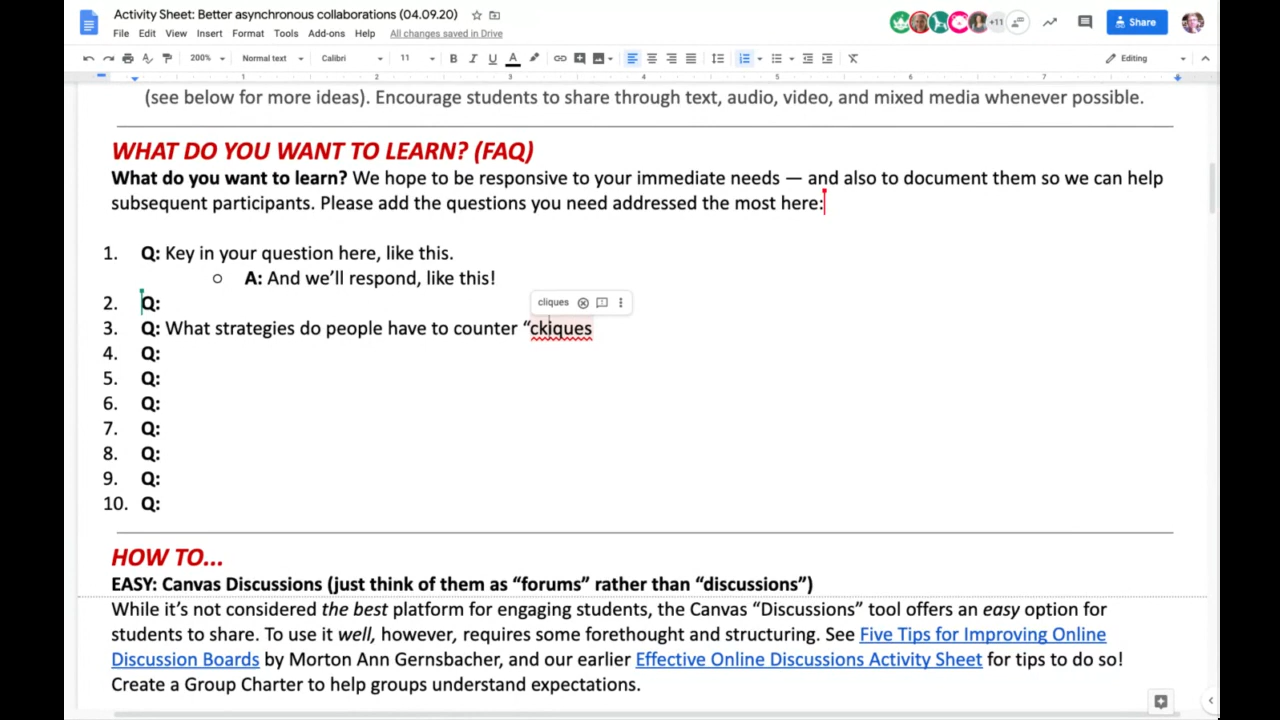 Activity Sheet: Better asynchronous collaborations (04.09.20)
File Edit View Insert Format Tools Add-ons Help All changes saved in Drive
+11
Share
200% Normal text Calibri 11 B I U A Editing
1 2 3 4 5 6 7
(see below for more ideas). Encourage students to share through text, audio, video, and mixed media whenever possible.
WHAT DO YOU WANT TO LEARN? (FAQ)
What do you want to learn? We hope to be responsive to your immediate needs — and also to document them so we can help
subsequent participants. Please add the questions you need addressed the most here:
1. Q: Key in your question here, like this.
A: And we’ll respond, like this!
2. Q:
cliques
3. Q: What strategies do people have to counter “ckiques
4. Q:
5. Q:
6. Q:
7. Q:
8. Q:
9. Q:
10. Q:
HOW TO...
EASY: Canvas Discussions (just think of them as “forums” rather than “discussions”)
While it’s not considered the best platform for engaging students, the Canvas “Discussions” tool offers an easy option for
students to share. To use it well, however, requires some forethought and structuring. See Five Tips for Improving Online
Discussion Boards by Morton Ann Gernsbacher, and our earlier Effective Online Discussions Activity Sheet for tips to do so!
Create a Group Charter to help groups understand expectations.